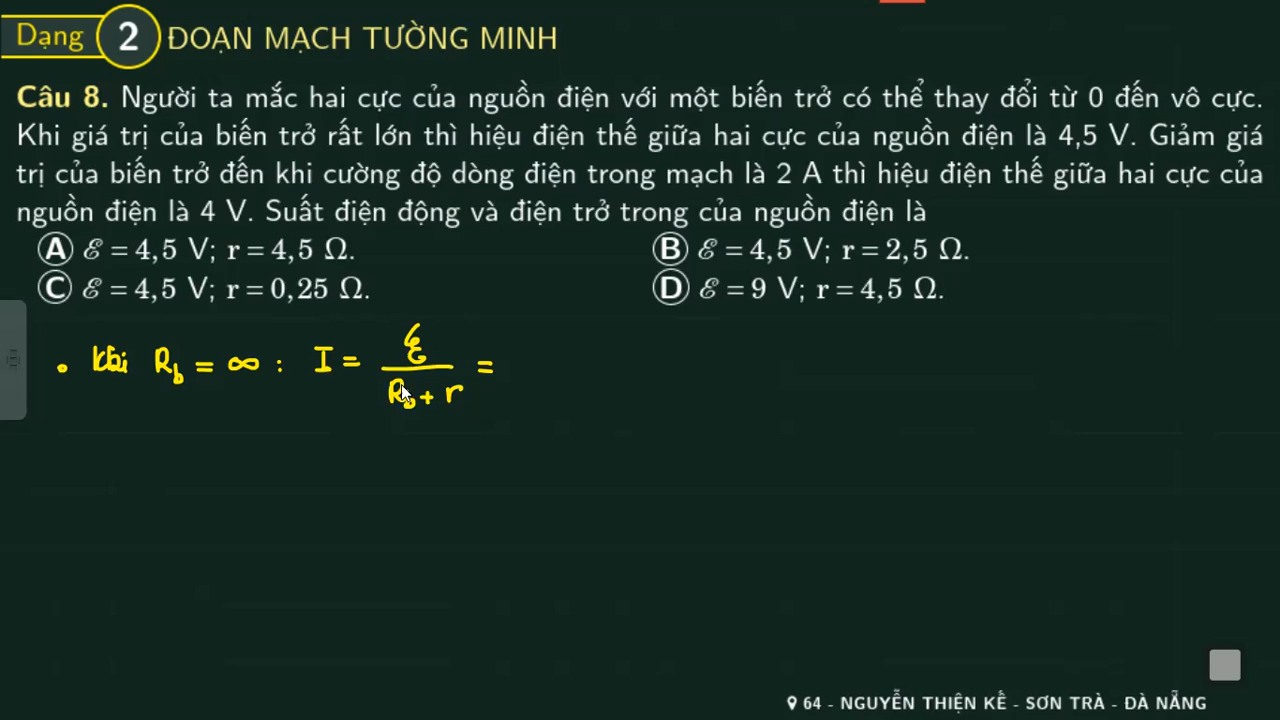 Dạng 2 ĐOẠN MẠCH TƯỜNG MINH
Câu 8. Người ta mắc hai cực của nguồn điện với một biến trở có thể thay đổi từ 0 đến vô cực.
Khi giá trị của biến trở rất lớn thì hiệu điện thế giữa hai cực của nguồn điện là 4,5 V. Giảm giá
trị của biến trở đến khi cường độ dòng điện trong mạch là 2 A thì hiệu điện thế giữa hai cực của
nguồn điện là 4 V. Suất điện động và điện trở trong của nguồn điện là
A ℰ = 4,5 V; r = 4,5 Ω. B ℰ = 4,5 V; r = 2,5 Ω.
C ℰ = 4,5 V; r = 0,25 Ω. D ℰ = 9 V; r = 4,5 Ω.
• Khi R_b = ∞ : I = ℰ / (R_b + r) =
64 - NGUYỄN THIỆN KẾ - SƠN TRÀ - ĐÀ NẴNG